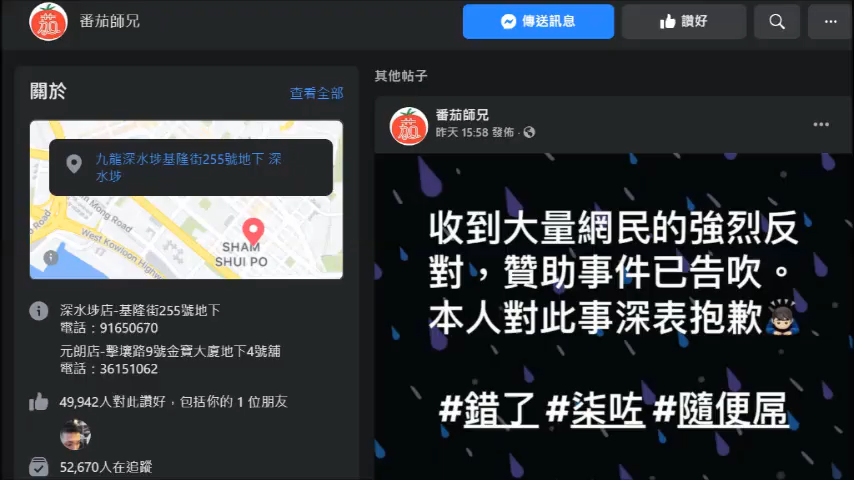 番茄師兄
傳送訊息
讚好
關於
查看全部
九龍深水埗基隆街255號地下 深
水埗
West Kowloon Highway
SHAM
SHUI PO
深水埗店-基隆街255號地下
電話：91650670
元朗店-擊壤路9號金寶大廈地下4號舖
電話：36151062
49,942人對此讚好，包括你的 1 位朋友
52,670人在追蹤
其他帖子
番茄師兄
昨天 15:58 發佈 ·
收到大量網民的強烈反
對，贊助事件已告吹。
本人對此事深表抱歉🙇🏻
#錯了 #柒咗 #隨便屌